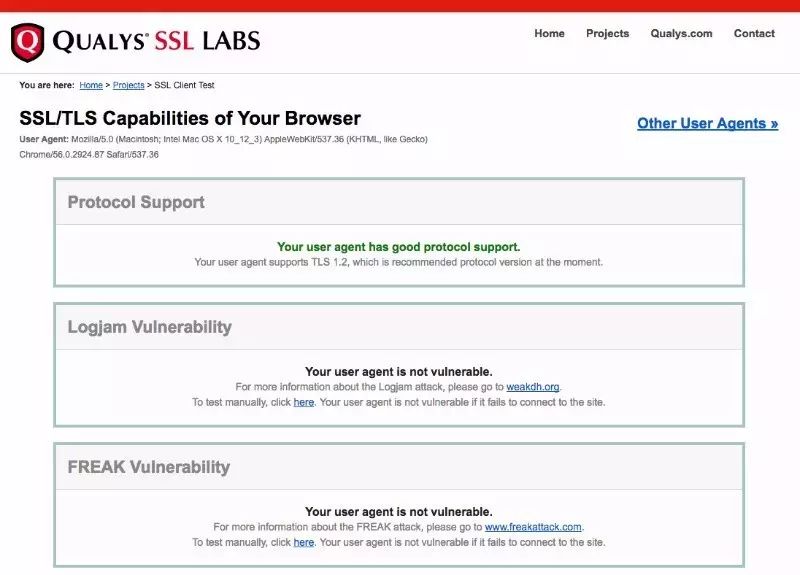 QUALYS® SSL LABS
Home Projects Qualys.com Contact
You are here: Home > Projects > SSL Client Test
SSL/TLS Capabilities of Your Browser
Other User Agents »
User Agent: Mozilla/5.0 (Macintosh; Intel Mac OS X 10_12_3) AppleWebKit/537.36 (KHTML, like Gecko)
Chrome/56.0.2924.87 Safari/537.36
Protocol Support
Your user agent has good protocol support.
Your user agent supports TLS 1.2, which is recommended protocol version at the moment.
Logjam Vulnerability
Your user agent is not vulnerable.
For more information about the Logjam attack, please go to weakdh.org.
To test manually, click here. Your user agent is not vulnerable if it fails to connect to the site.
FREAK Vulnerability
Your user agent is not vulnerable.
For more information about the FREAK attack, please go to www.freakattack.com.
To test manually, click here. Your user agent is not vulnerable if it fails to connect to the site.